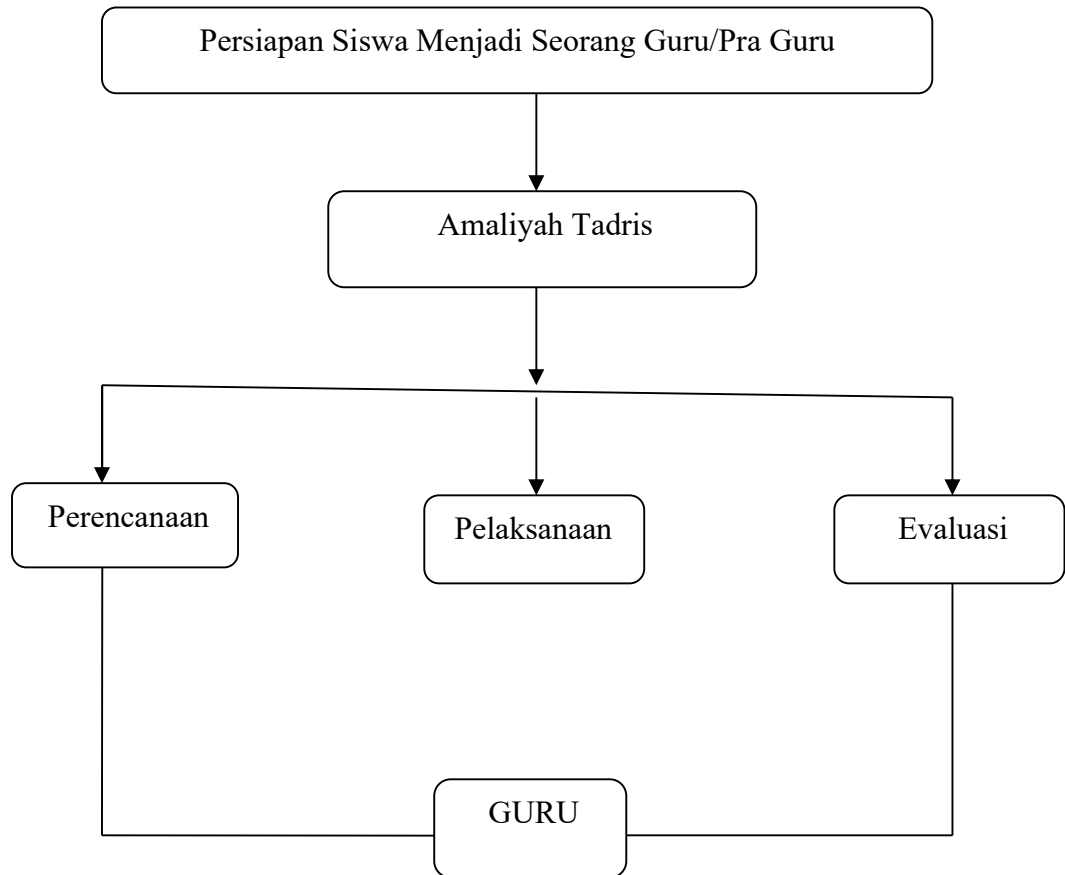 Persiapan Siswa Menjadi Seorang Guru/Pra Guru
Amaliyah Tadris
Perencanaan
Pelaksanaan
Evaluasi
GURU